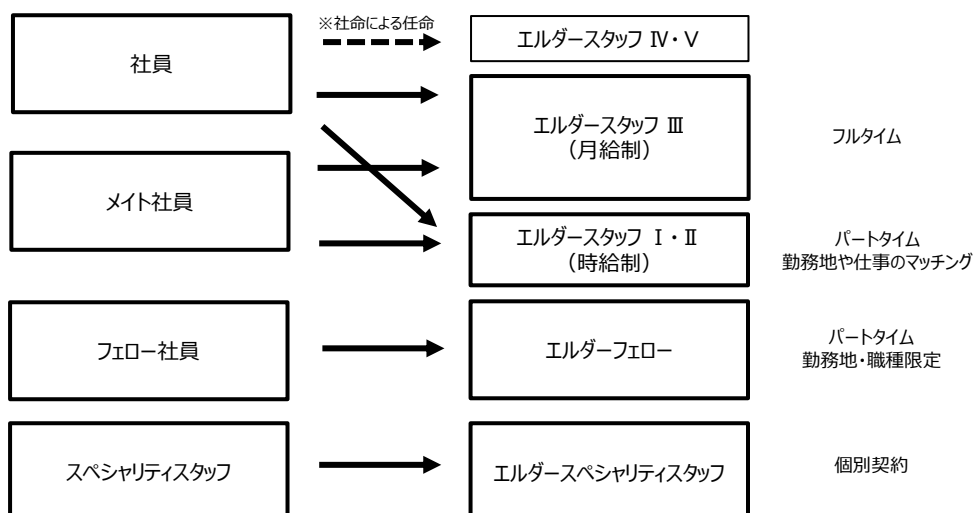 ※社命による任命
社員
エルダースタッフ Ⅳ・Ⅴ
エルダースタッフ Ⅲ
（月給制）
フルタイム
メイト社員
エルダースタッフ Ⅰ・Ⅱ
（時給制）
パートタイム
勤務地や仕事のマッチング
フェロー社員
エルダーフェロー
パートタイム
勤務地・職種限定
スペシャリティスタッフ
エルダースペシャリティスタッフ
個別契約